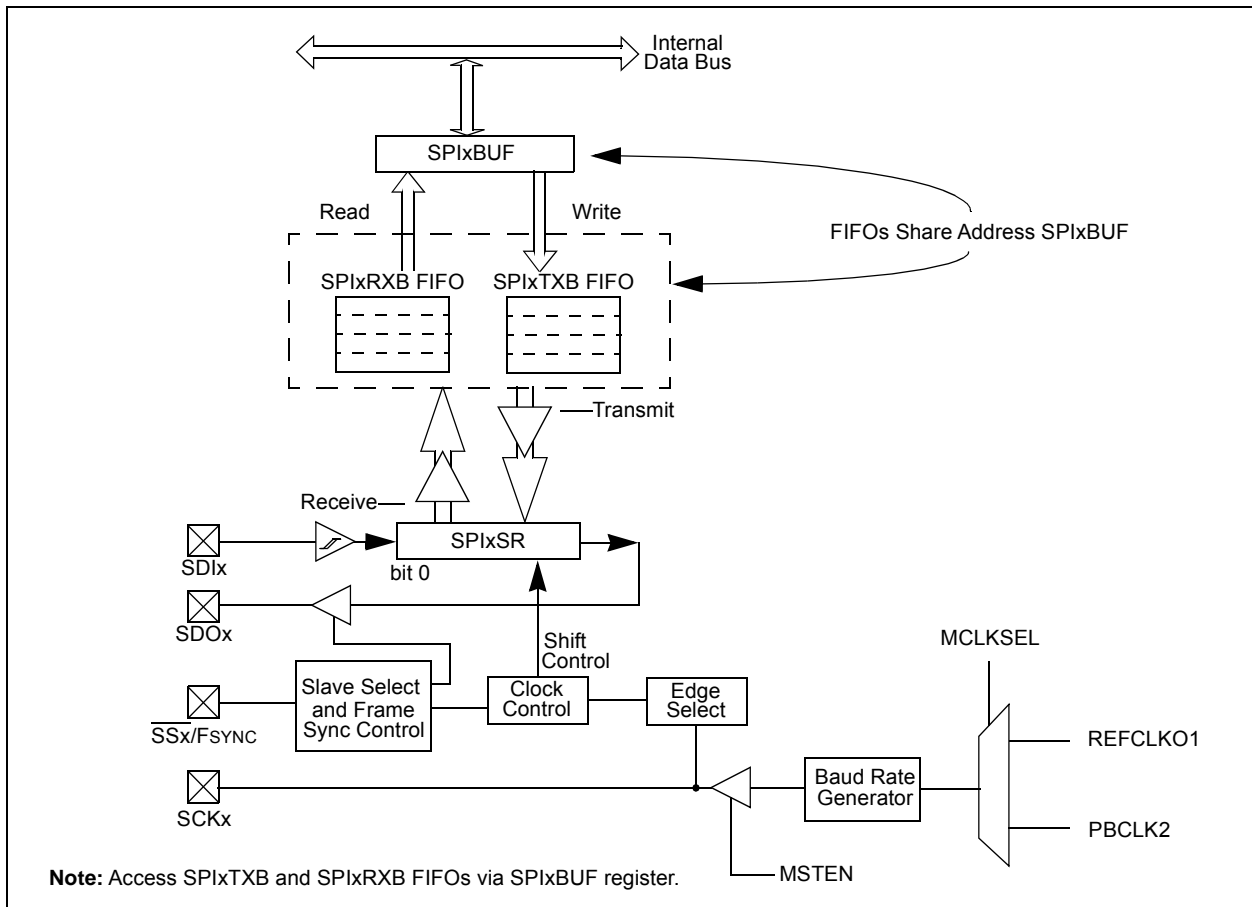 Internal
Data Bus
SPIxBUF
Read
Write
FIFOs Share Address SPIxBUF
SPIxRXB FIFO
SPIxTXB FIFO
Transmit
Receive
SPIxSR
SDIx
bit 0
SDOx
Shift
Control
MCLKSEL
Slave Select
and Frame
Sync Control
Clock
Control
Edge
Select
SSx/FSYNC
REFCLKO1
Baud Rate
Generator
SCKx
PBCLK2
MSTEN
Note: Access SPIxTXB and SPIxRXB FIFOs via SPIxBUF register.